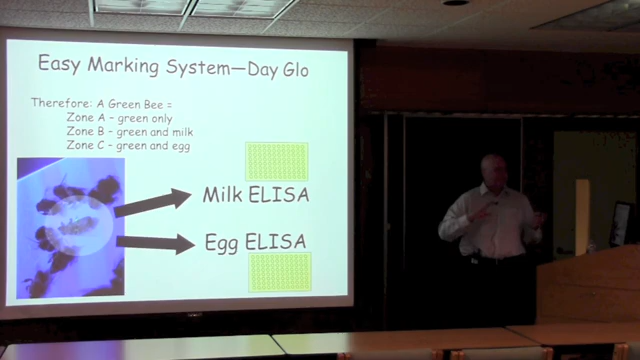 Easy Marking System—Day Glo
Therefore: A Green Bee =
Zone A – green only
Zone B – green and milk
Zone C – green and egg
Milk ELISA
Egg ELISA